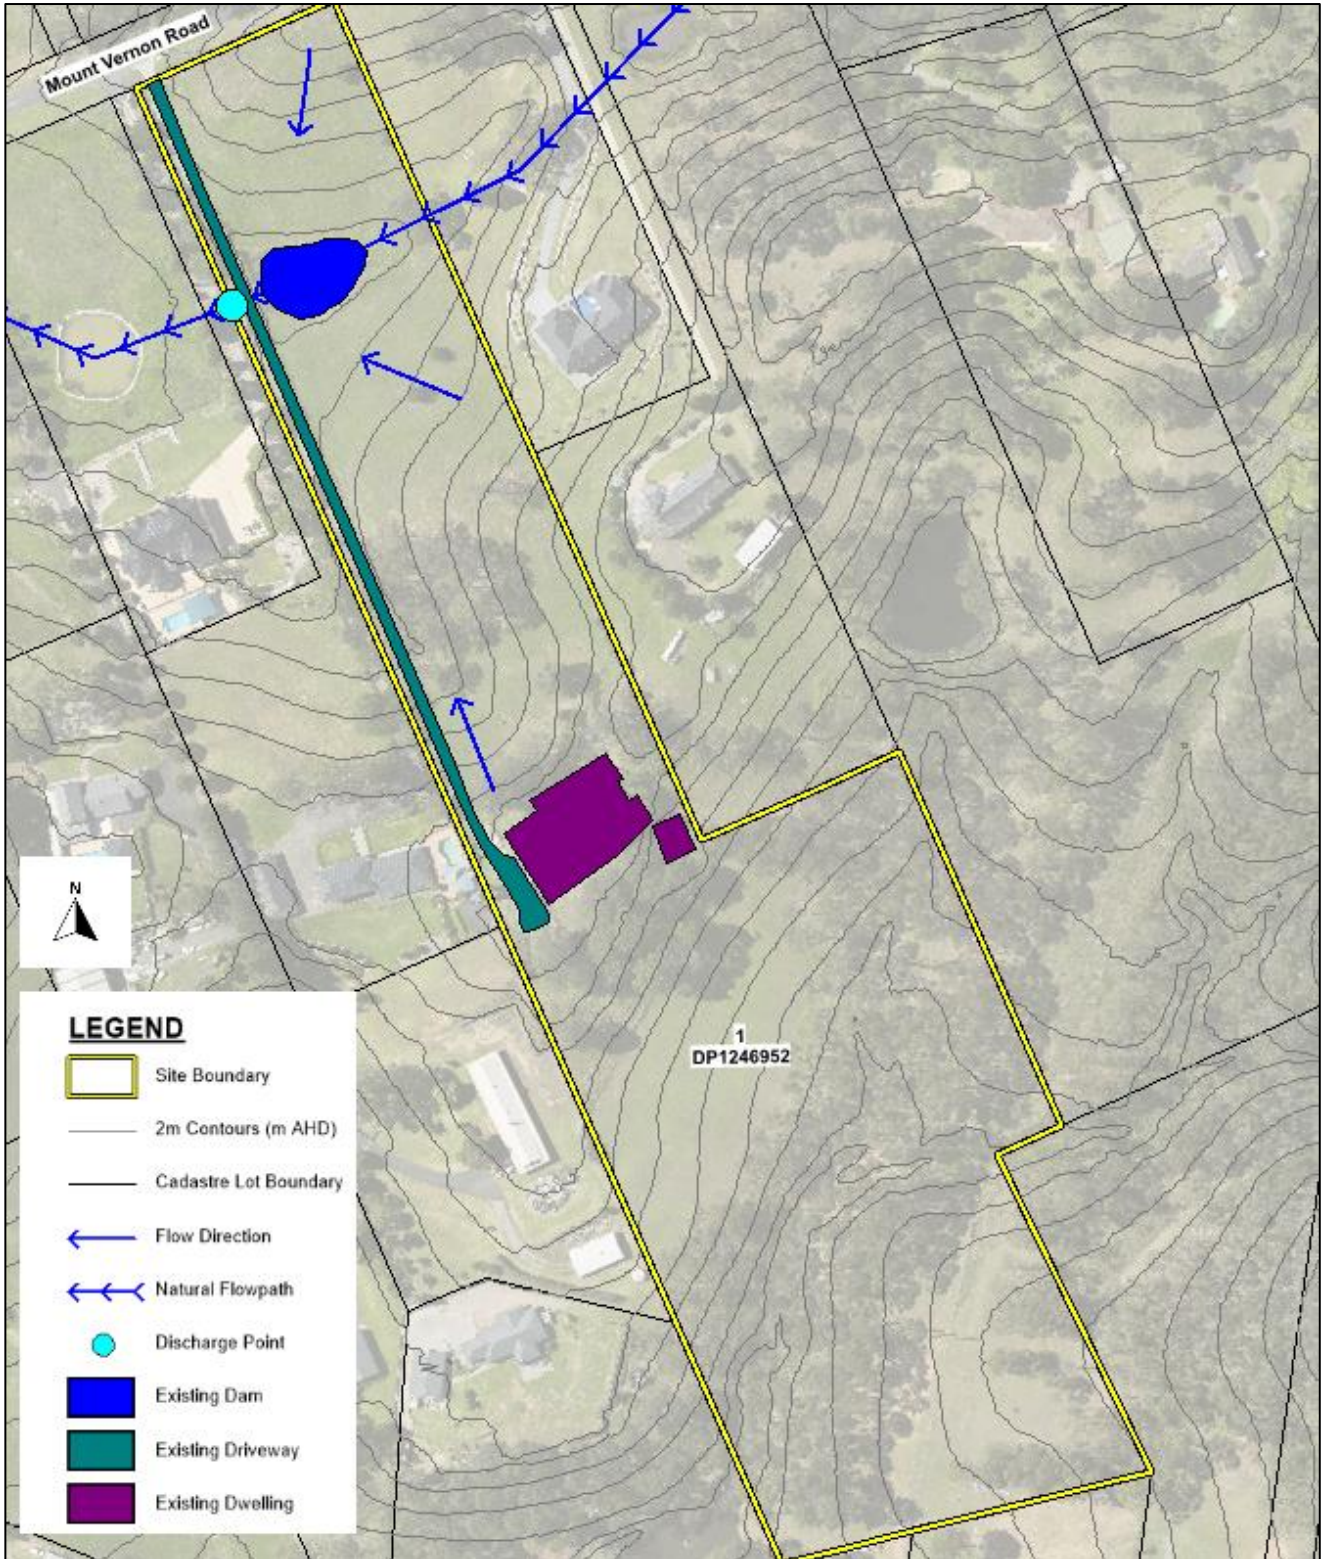 Mount Vernon Road
1
DP1246952
N
LEGEND
Site Boundary
2m Contours (m AHD)
Cadastre Lot Boundary
Flow Direction
Natural Flowpath
Discharge Point
Existing Dam
Existing Driveway
Existing Dwelling